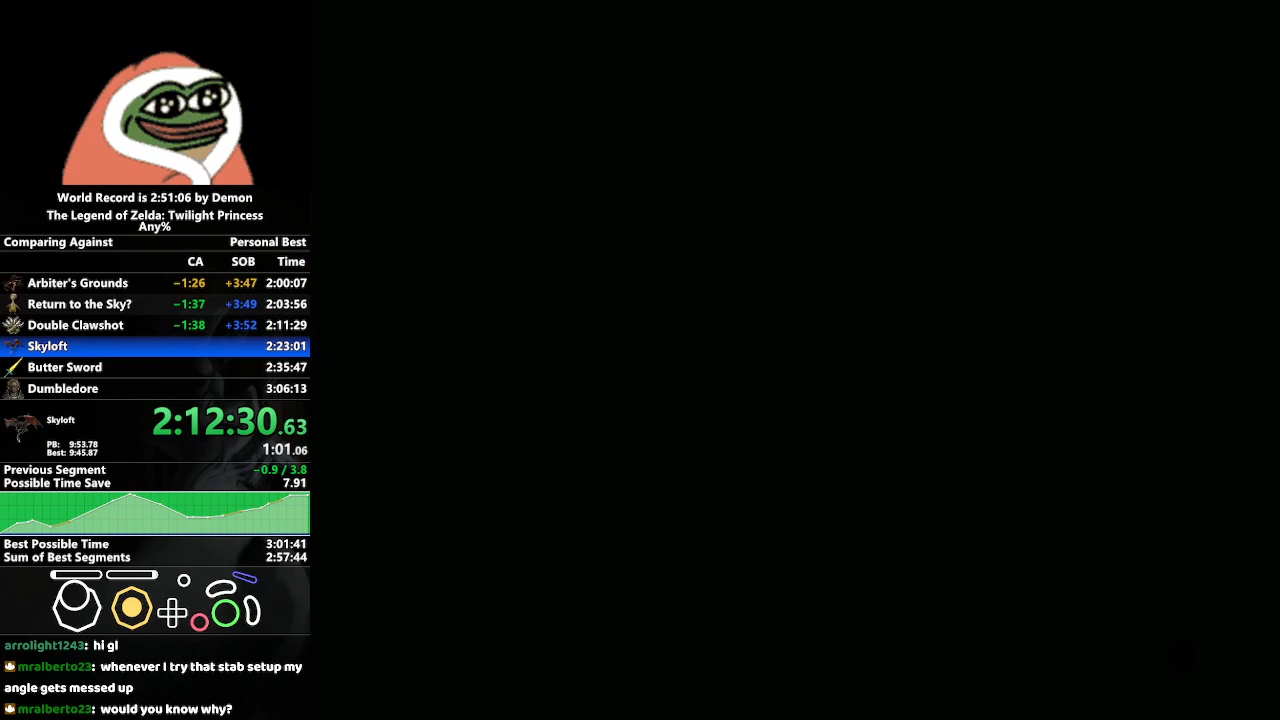 World Record is 2:51:06 by Demon
The Legend of Zelda: Twilight Princess
Any%
Comparing Against Personal Best
CA SOB Time
Arbiter's Grounds −1:26 +3:47 2:00:07
Return to the Sky? −1:37 +3:49 2:03:56
Double Clawshot −1:38 +3:52 2:11:29
Skyloft 2:23:01
Butter Sword 2:35:47
Dumbledore 3:06:13
Skyloft 2:12:30.63
PB: 9:53.78
Best: 9:45.87
1:01.06
Previous Segment −0.9 / 3.8
Possible Time Save 7.91
Best Possible Time 3:01:41
Sum of Best Segments 2:57:44
arrolight1243: hi gl
mralberto23: whenever I try that stab setup my
angle gets messed up
mralberto23: would you know why?